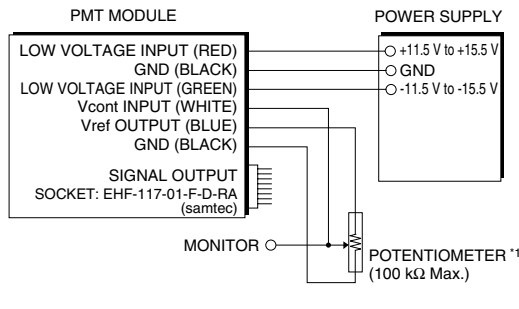 PMT MODULE
POWER SUPPLY
LOW VOLTAGE INPUT (RED)
GND (BLACK)
LOW VOLTAGE INPUT (GREEN)
Vcont INPUT (WHITE)
Vref OUTPUT (BLUE)
GND (BLACK)
SIGNAL OUTPUT
SOCKET: EHF-117-01-F-D-RA
(samtec)
+11.5 V to +15.5 V
GND
-11.5 V to -15.5 V
MONITOR
POTENTIOMETER *1
(100 kΩ Max.)